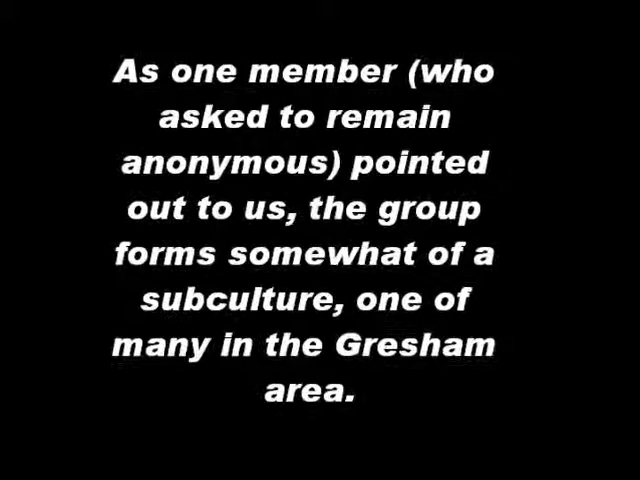 As one member (who
asked to remain
anonymous) pointed
out to us, the group
forms somewhat of a
subculture, one of
many in the Gresham
area.